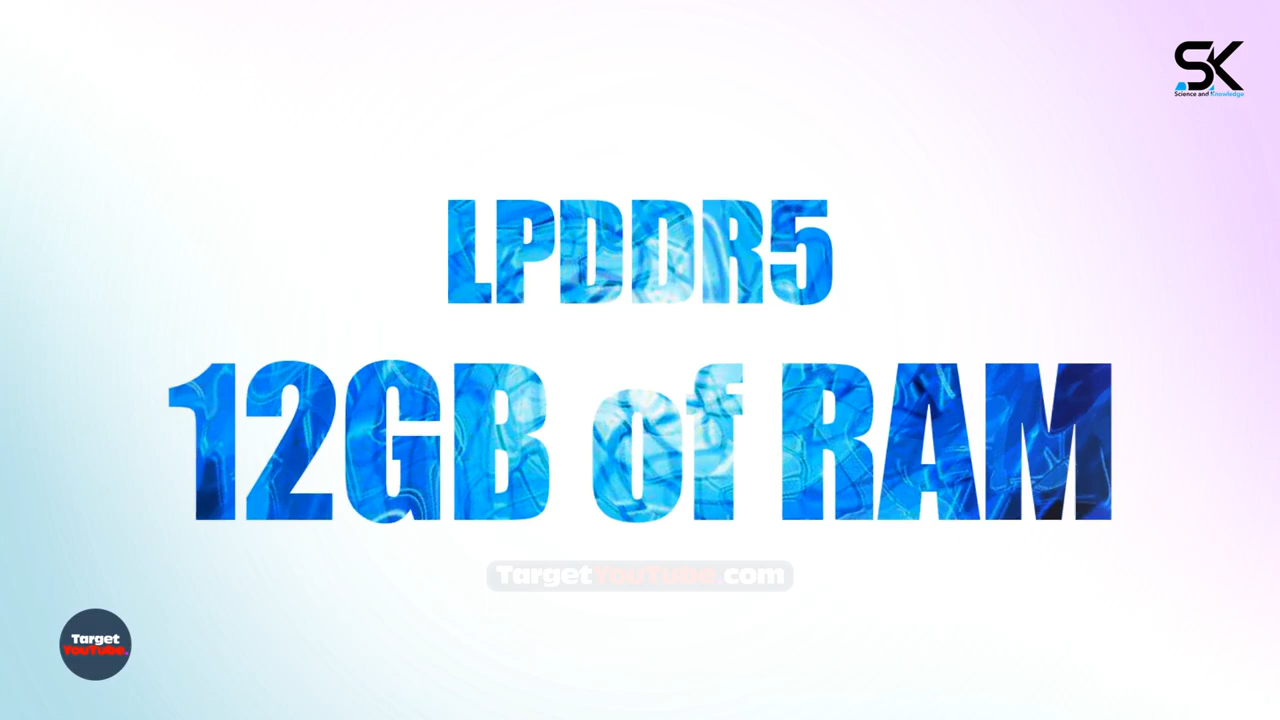 SK
Science and Knowledge
LPDDR5
12GB of RAM
TargetYouTube.com
Target
YouTube.